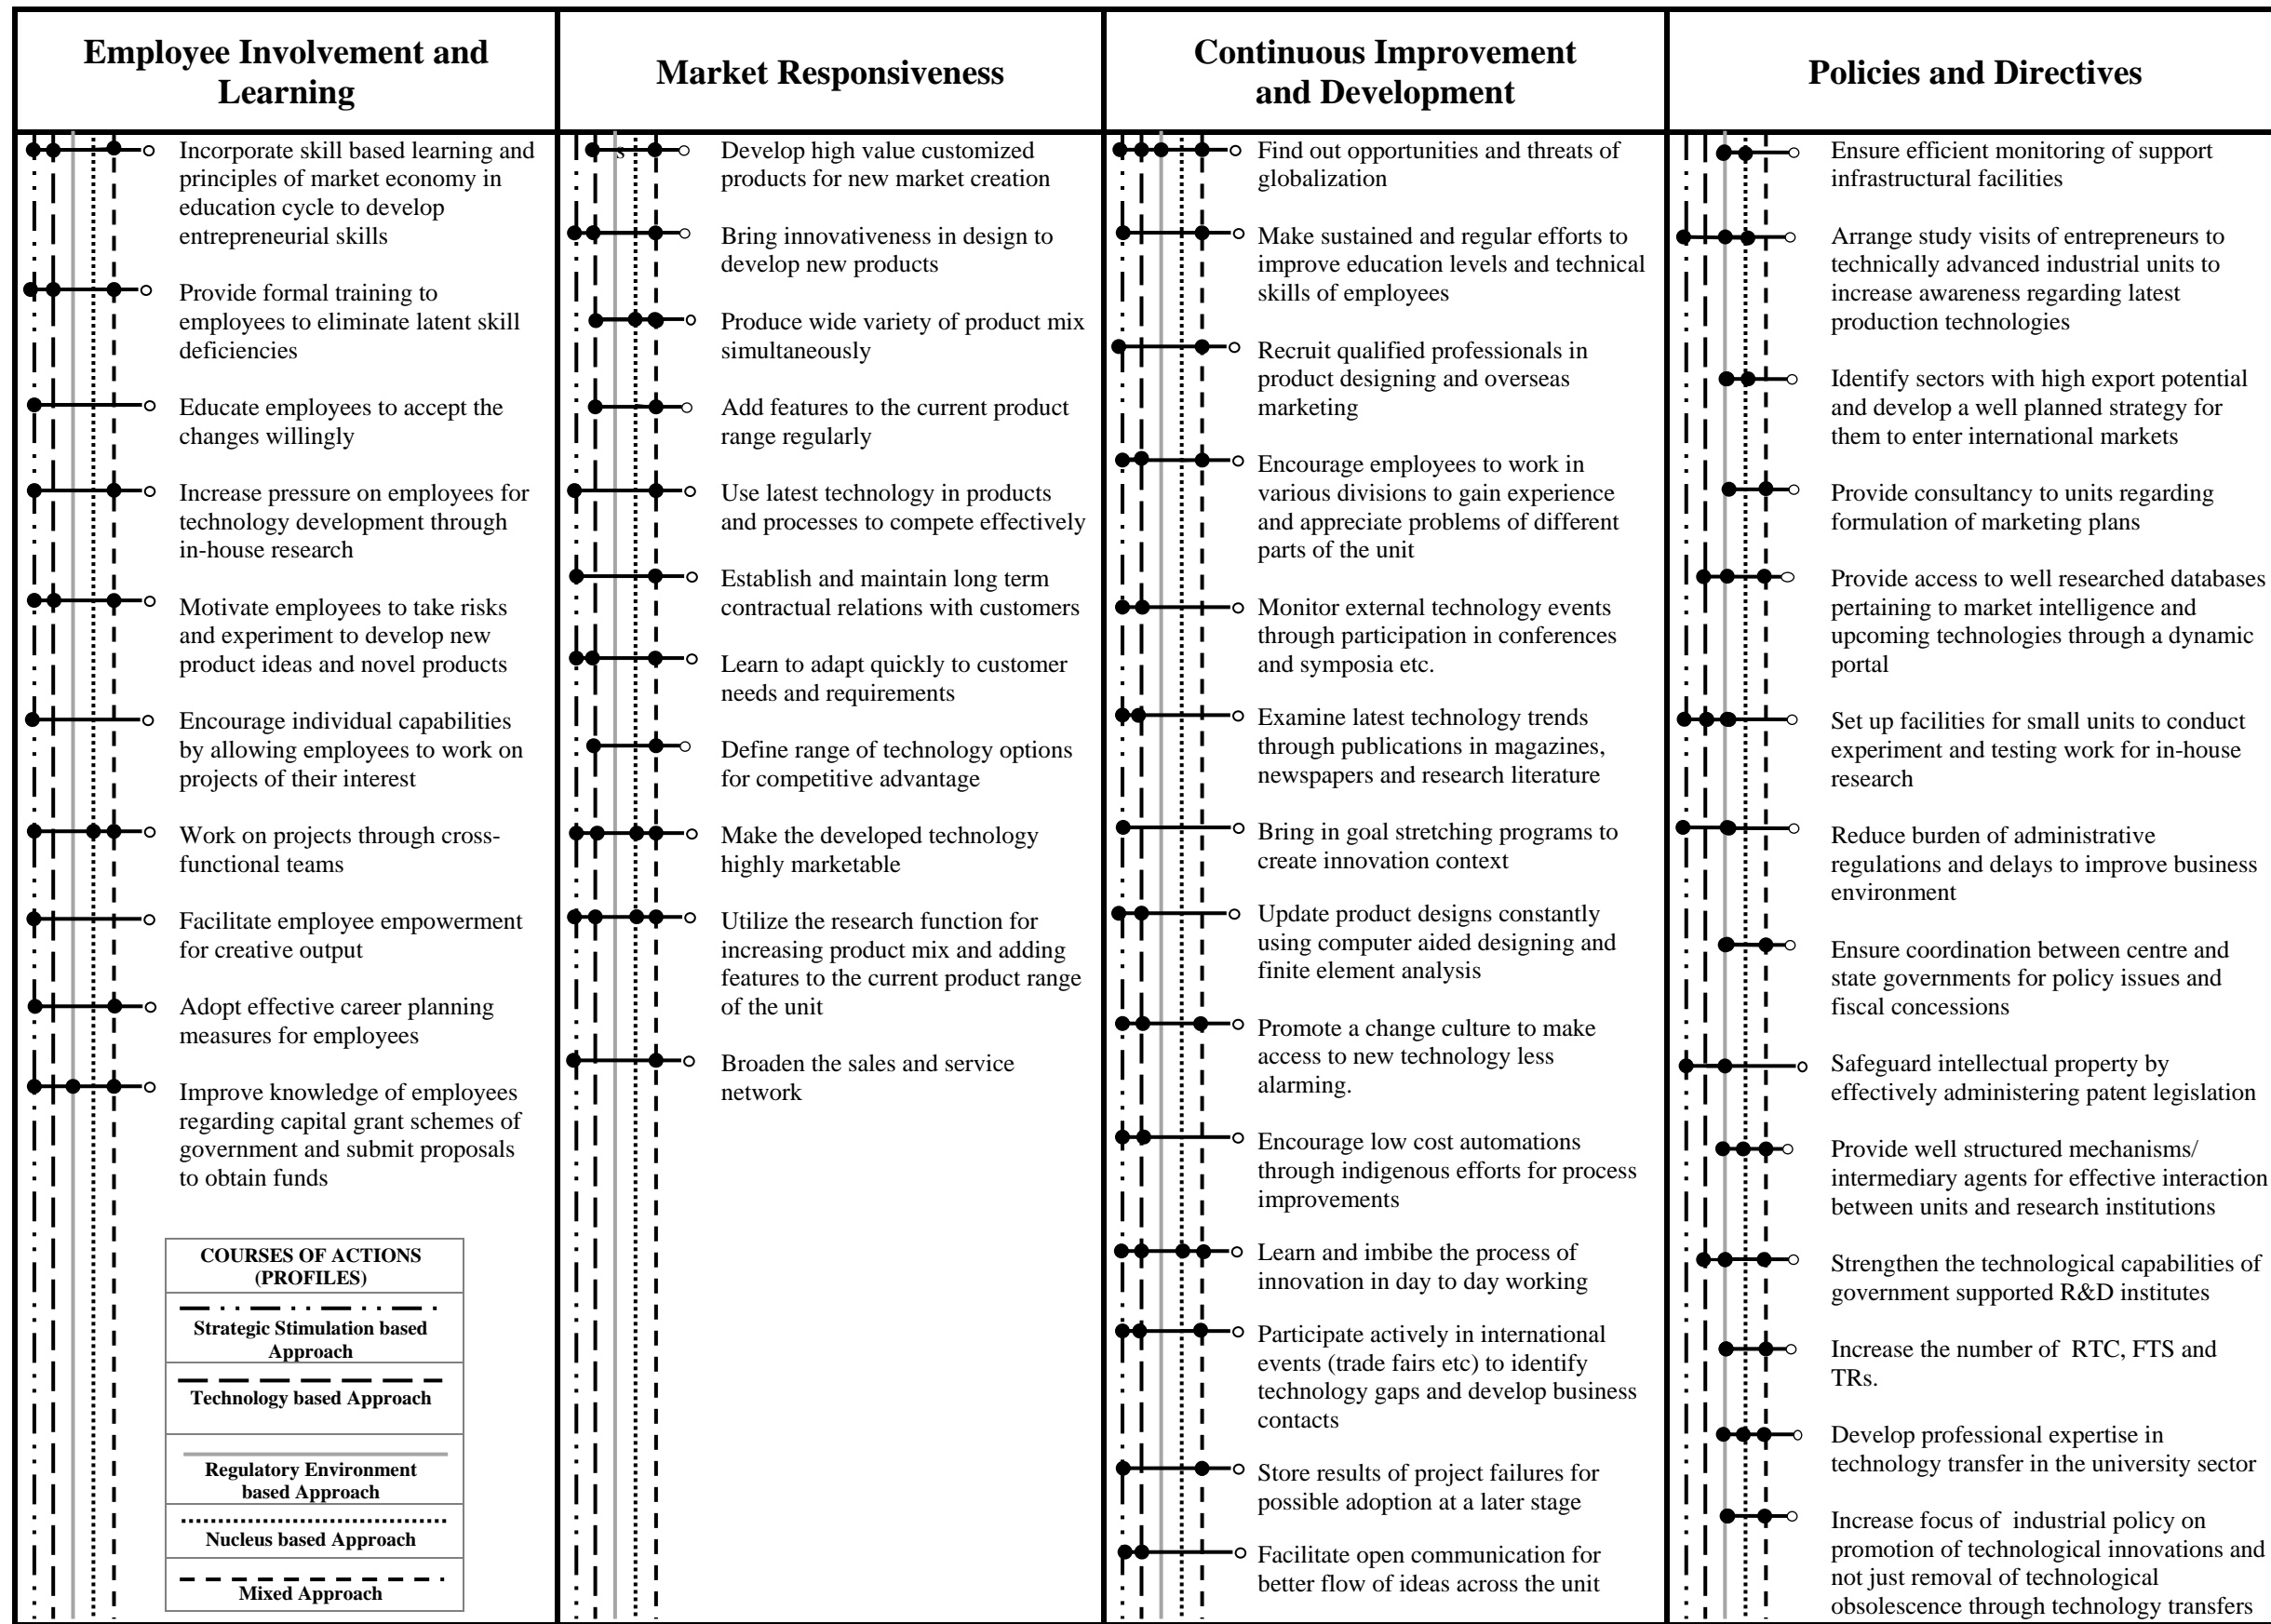 Employee Involvement and
Learning
Incorporate skill based learning and
principles of market economy in
education cycle to develop
entrepreneurial skills
Provide formal training to
employees to eliminate latent skill
deficiencies
Educate employees to accept the
changes willingly
Increase pressure on employees for
technology development through
in-house research
Motivate employees to take risks
and experiment to develop new
product ideas and novel products
Encourage individual capabilities
by allowing employees to work on
projects of their interest
Work on projects through cross-
functional teams
Facilitate employee empowerment
for creative output
Adopt effective career planning
measures for employees
Improve knowledge of employees
regarding capital grant schemes of
government and submit proposals
to obtain funds
COURSES OF ACTIONS
(PROFILES)
Strategic Stimulation based
Approach
Technology based Approach
Regulatory Environment
based Approach
Nucleus based Approach
Mixed Approach
Market Responsiveness
s
Develop high value customized
products for new market creation
Bring innovativeness in design to
develop new products
Produce wide variety of product mix
simultaneously
Add features to the current product
range regularly
Use latest technology in products
and processes to compete effectively
Establish and maintain long term
contractual relations with customers
Learn to adapt quickly to customer
needs and requirements
Define range of technology options
for competitive advantage
Make the developed technology
highly marketable
Utilize the research function for
increasing product mix and adding
features to the current product range
of the unit
Broaden the sales and service
network
Continuous Improvement
and Development
Find out opportunities and threats of
globalization
Make sustained and regular efforts to
improve education levels and technical
skills of employees
Recruit qualified professionals in
product designing and overseas
marketing
Encourage employees to work in
various divisions to gain experience
and appreciate problems of different
parts of the unit
Monitor external technology events
through participation in conferences
and symposia etc.
Examine latest technology trends
through publications in magazines,
newspapers and research literature
Bring in goal stretching programs to
create innovation context
Update product designs constantly
using computer aided designing and
finite element analysis
Promote a change culture to make
access to new technology less
alarming.
Encourage low cost automations
through indigenous efforts for process
improvements
Learn and imbibe the process of
innovation in day to day working
Participate actively in international
events (trade fairs etc) to identify
technology gaps and develop business
contacts
Store results of project failures for
possible adoption at a later stage
Facilitate open communication for
better flow of ideas across the unit
Policies and Directives
Ensure efficient monitoring of support
infrastructural facilities
Arrange study visits of entrepreneurs to
technically advanced industrial units to
increase awareness regarding latest
production technologies
Identify sectors with high export potential
and develop a well planned strategy for
them to enter international markets
Provide consultancy to units regarding
formulation of marketing plans
Provide access to well researched databases
pertaining to market intelligence and
upcoming technologies through a dynamic
portal
Set up facilities for small units to conduct
experiment and testing work for in-house
research
Reduce burden of administrative
regulations and delays to improve business
environment
Ensure coordination between centre and
state governments for policy issues and
fiscal concessions
Safeguard intellectual property by
effectively administering patent legislation
Provide well structured mechanisms/
intermediary agents for effective interaction
between units and research institutions
Strengthen the technological capabilities of
government supported R&D institutes
Increase the number of RTC, FTS and
TRs.
Develop professional expertise in
technology transfer in the university sector
Increase focus of industrial policy on
promotion of technological innovations and
not just removal of technological
obsolescence through technology transfers